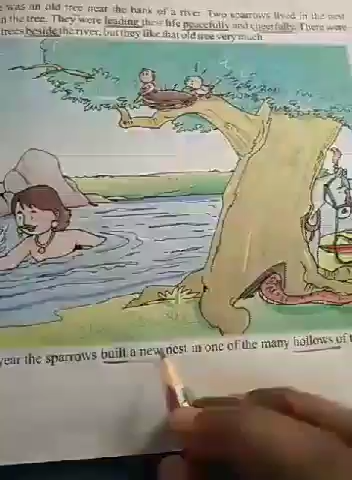 e was an old tree near the bank of a river. Two sparrows lived in the nest
n the tree. They were leading their life peacefully and cheerfully. There were
trees beside the river, but they like that old tree very much.
year the sparrows built a new nest in one of the many hollows of t